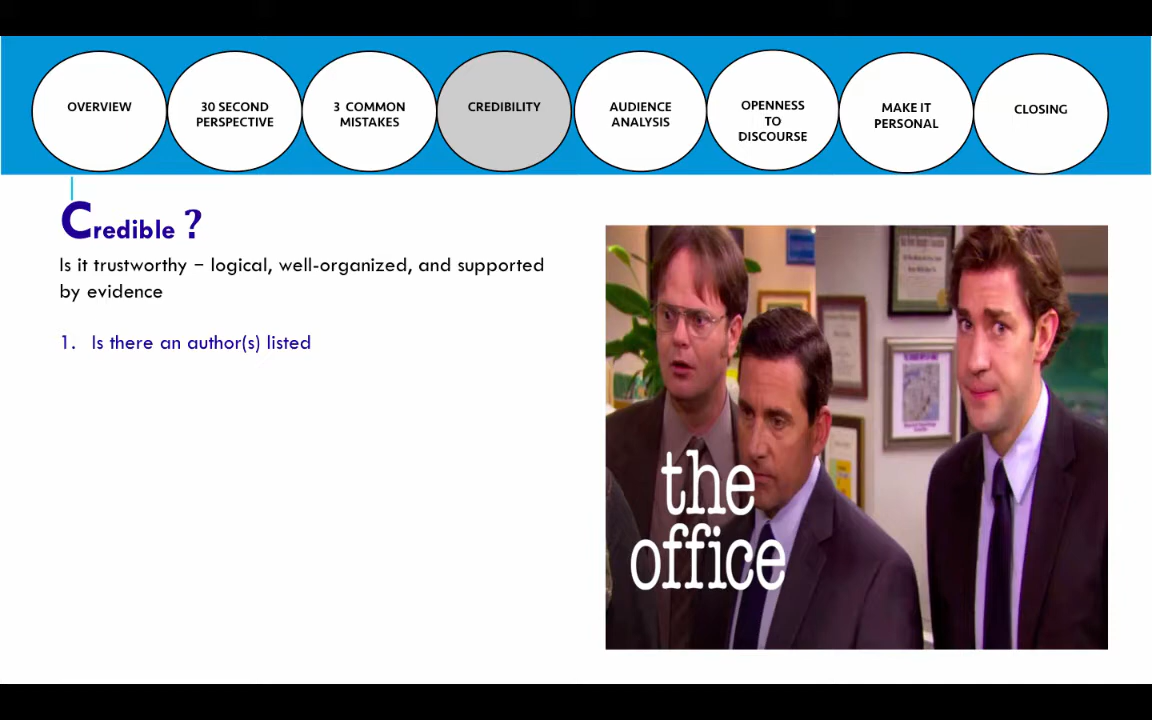 OVERVIEW
30 SECOND
PERSPECTIVE
3 COMMON
MISTAKES
CREDIBILITY
AUDIENCE
ANALYSIS
OPENNESS
TO
DISCOURSE
MAKE IT
PERSONAL
CLOSING
Credible ?
Is it trustworthy – logical, well-organized, and supported
by evidence
1. Is there an author(s) listed
the
office